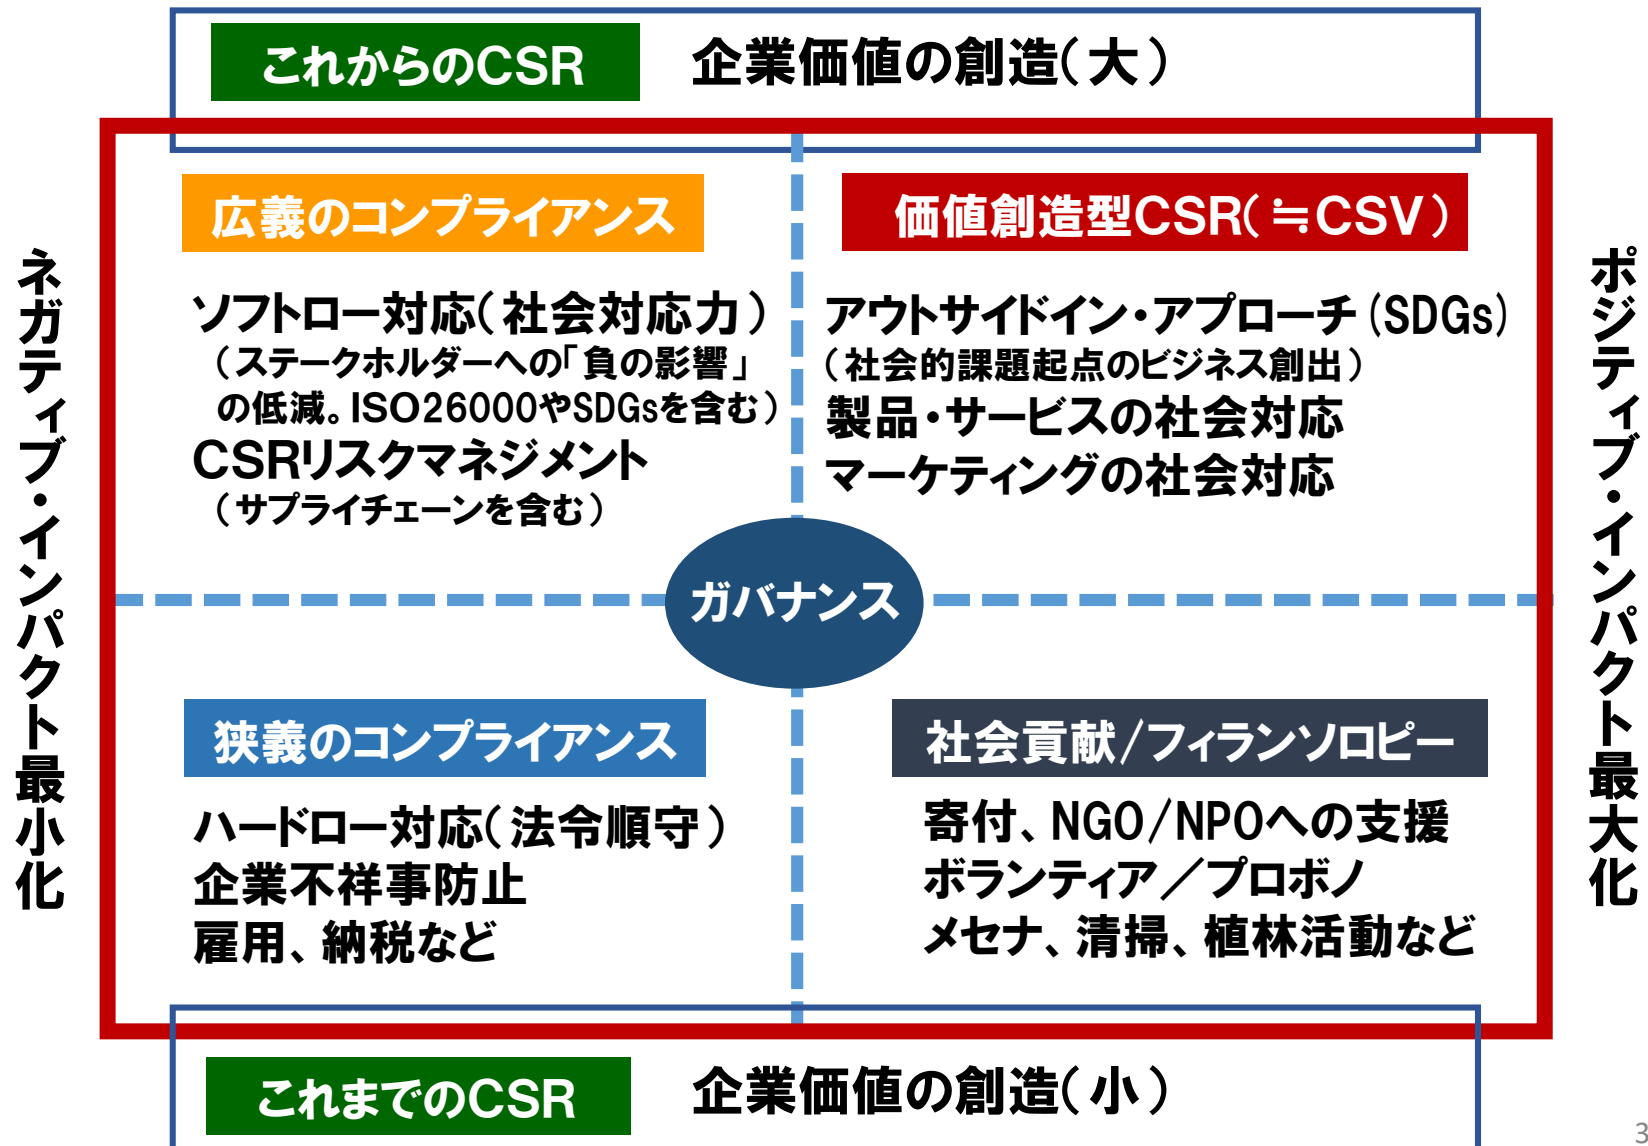 これからのCSR
企業価値の創造(大)
ネガティブ・インパクト最小化
広義のコンプライアンス
ソフトロー対応(社会対応力)
(ステークホルダーへの「負の影響」
の低減。ISO26000やSDGsを含む)
CSRリスクマネジメント
(サプライチェーンを含む)
価値創造型CSR(≒CSV)
アウトサイドイン・アプローチ(SDGs)
(社会的課題起点のビジネス創出)
製品・サービスの社会対応
マーケティングの社会対応
ポジティブ・インパクト最大化
ガバナンス
狭義のコンプライアンス
ハードロー対応(法令順守)
企業不祥事防止
雇用、納税など
社会貢献/フィランソロピー
寄付、NGO/NPOへの支援
ボランティア/プロボノ
メセナ、清掃、植林活動など
これまでのCSR
企業価値の創造(小)
3